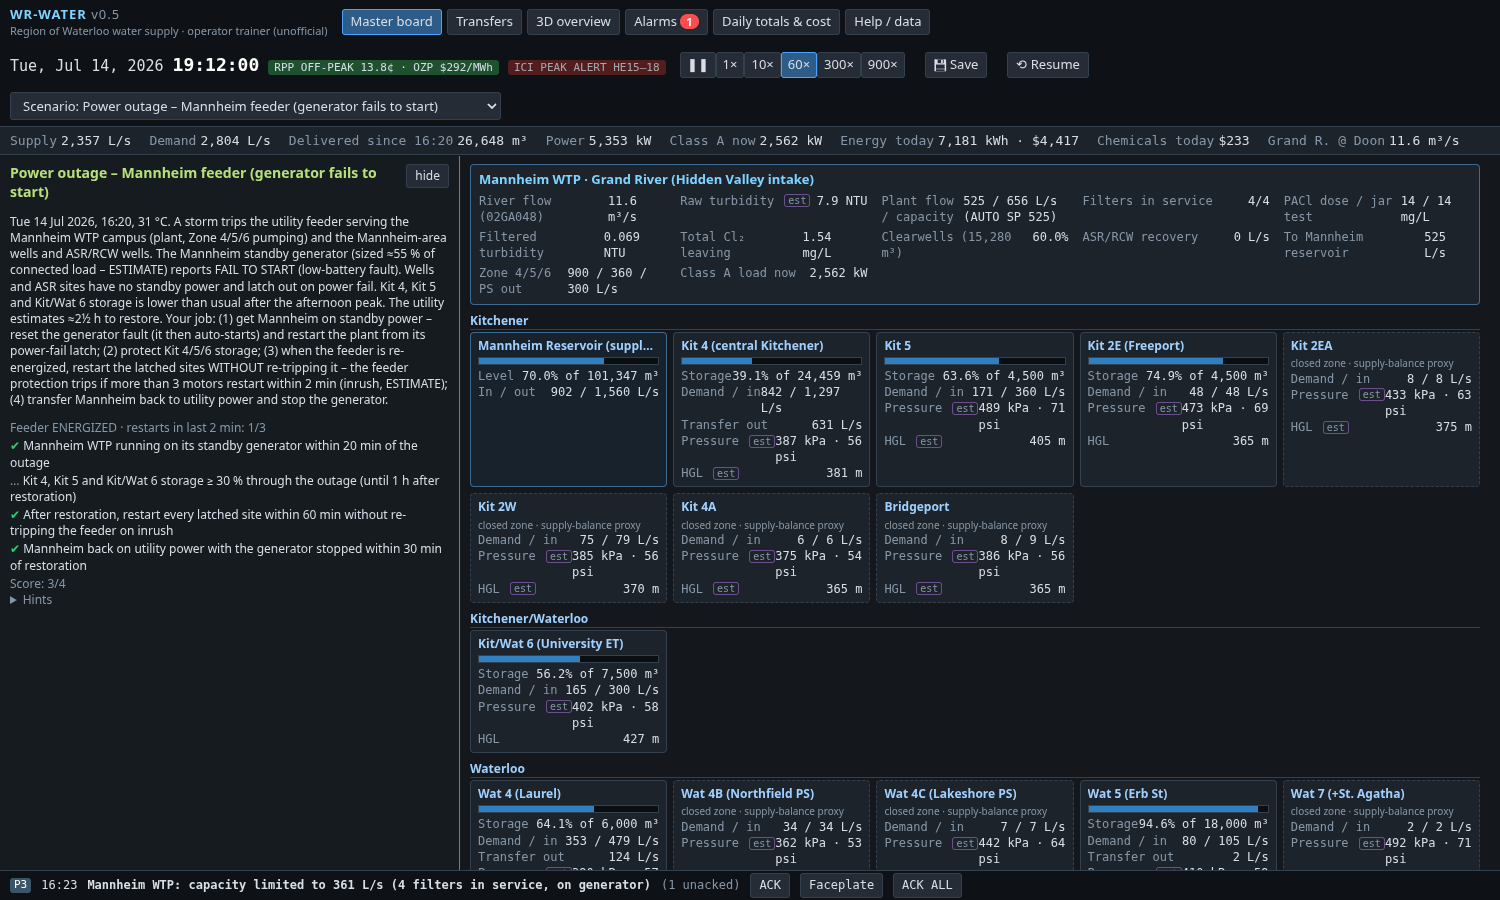 WR-WATER v0.5
Region of Waterloo water supply · operator trainer (unofficial)
Master board Transfers 3D overview Alarms 1 Daily totals & cost Help / data
Tue, Jul 14, 2026 19:12:00 RPP OFF-PEAK 13.8¢ · OZP $292/MWh ICI PEAK ALERT HE15–18 ❚❚ 1× 10× 60× 300× 900× 💾 Save ⟲ Resume
Scenario: Power outage – Mannheim feeder (generator fails to start)
Supply 2,357 L/s Demand 2,804 L/s Delivered since 16:20 26,648 m³ Power 5,353 kW Class A now 2,562 kW Energy today 7,181 kWh · $4,417 Chemicals today $233 Grand R. @ Doon 11.6 m³/s
Power outage – Mannheim feeder (generator fails to start)
hide
Tue 14 Jul 2026, 16:20, 31 °C. A storm trips the utility feeder serving the
Mannheim WTP campus (plant, Zone 4/5/6 pumping) and the Mannheim-area
wells and ASR/RCW wells. The Mannheim standby generator (sized ≈55 % of
connected load – ESTIMATE) reports FAIL TO START (low-battery fault). Wells
and ASR sites have no standby power and latch out on power fail. Kit 4, Kit 5
and Kit/Wat 6 storage is lower than usual after the afternoon peak. The utility
estimates ≈2½ h to restore. Your job: (1) get Mannheim on standby power –
reset the generator fault (it then auto-starts) and restart the plant from its
power-fail latch; (2) protect Kit 4/5/6 storage; (3) when the feeder is re-
energized, restart the latched sites WITHOUT re-tripping it – the feeder
protection trips if more than 3 motors restart within 2 min (inrush, ESTIMATE);
(4) transfer Mannheim back to utility power and stop the generator.
Feeder ENERGIZED · restarts in last 2 min: 1/3
✔ Mannheim WTP running on its standby generator within 20 min of the
outage
... Kit 4, Kit 5 and Kit/Wat 6 storage ≥ 30 % through the outage (until 1 h after
restoration)
✔ After restoration, restart every latched site within 60 min without re-
tripping the feeder on inrush
✔ Mannheim back on utility power with the generator stopped within 30 min
of restoration
Score: 3/4
▶ Hints
Mannheim WTP · Grand River (Hidden Valley intake)
River flow (02GA048) 11.6 m³/s
Raw turbidity est 7.9 NTU
Plant flow / capacity 525 / 656 L/s (AUTO SP 525)
Filters in service 4/4
PACl dose / jar test 14 / 14 mg/L
Filtered turbidity 0.069 NTU
Total Cl₂ leaving 1.54 mg/L
Clearwells (15,280 m³) 60.0%
ASR/RCW recovery 0 L/s
To Mannheim reservoir 525 L/s
Zone 4/5/6 PS out 900 / 360 / 300 L/s
Class A load now 2,562 kW
Kitchener
Mannheim Reservoir (suppl...
Level 70.0% of 101,347 m³
In / out 902 / 1,560 L/s
Kit 4 (central Kitchener)
Storage 39.1% of 24,459 m³
Demand / in 842 / 1,297 L/s
Transfer out 631 L/s
Pressure est 387 kPa · 56 psi
HGL est 381 m
Kit 5
Storage 63.6% of 4,500 m³
Demand / in 171 / 360 L/s
Pressure est 489 kPa · 71 psi
HGL est 405 m
Kit 2E (Freeport)
Storage 74.9% of 4,500 m³
Demand / in 48 / 48 L/s
Pressure est 473 kPa · 69 psi
HGL 365 m
Kit 2EA
closed zone · supply-balance proxy
Demand / in 8 / 8 L/s
Pressure est 433 kPa · 63 psi
HGL est 375 m
Kit 2W
closed zone · supply-balance proxy
Demand / in 75 / 79 L/s
Pressure est 385 kPa · 56 psi
HGL est 370 m
Kit 4A
closed zone · supply-balance proxy
Demand / in 6 / 6 L/s
Pressure est 375 kPa · 54 psi
HGL est 365 m
Bridgeport
closed zone · supply-balance proxy
Demand / in 8 / 9 L/s
Pressure est 386 kPa · 56 psi
HGL est 365 m
Kitchener/Waterloo
Kit/Wat 6 (University ET)
Storage 56.2% of 7,500 m³
Demand / in 165 / 300 L/s
Pressure est 402 kPa · 58 psi
HGL 427 m
Waterloo
Wat 4 (Laurel)
Storage 64.1% of 6,000 m³
Demand / in 353 / 479 L/s
Transfer out 124 L/s
Wat 4B (Northfield PS)
closed zone · supply-balance proxy
Demand / in 34 / 34 L/s
Pressure est 362 kPa · 53 psi
Wat 4C (Lakeshore PS)
closed zone · supply-balance proxy
Demand / in 7 / 7 L/s
Pressure est 442 kPa · 64 psi
Wat 5 (Erb St)
Storage 94.6% of 18,000 m³
Demand / in 80 / 105 L/s
Transfer out 2 L/s
Wat 7 (+St. Agatha)
closed zone · supply-balance proxy
Demand / in 2 / 2 L/s
Pressure est 492 kPa · 71 psi
P3 16:23 Mannheim WTP: capacity limited to 361 L/s (4 filters in service, on generator) (1 unacked) ACK Faceplate ACK ALL